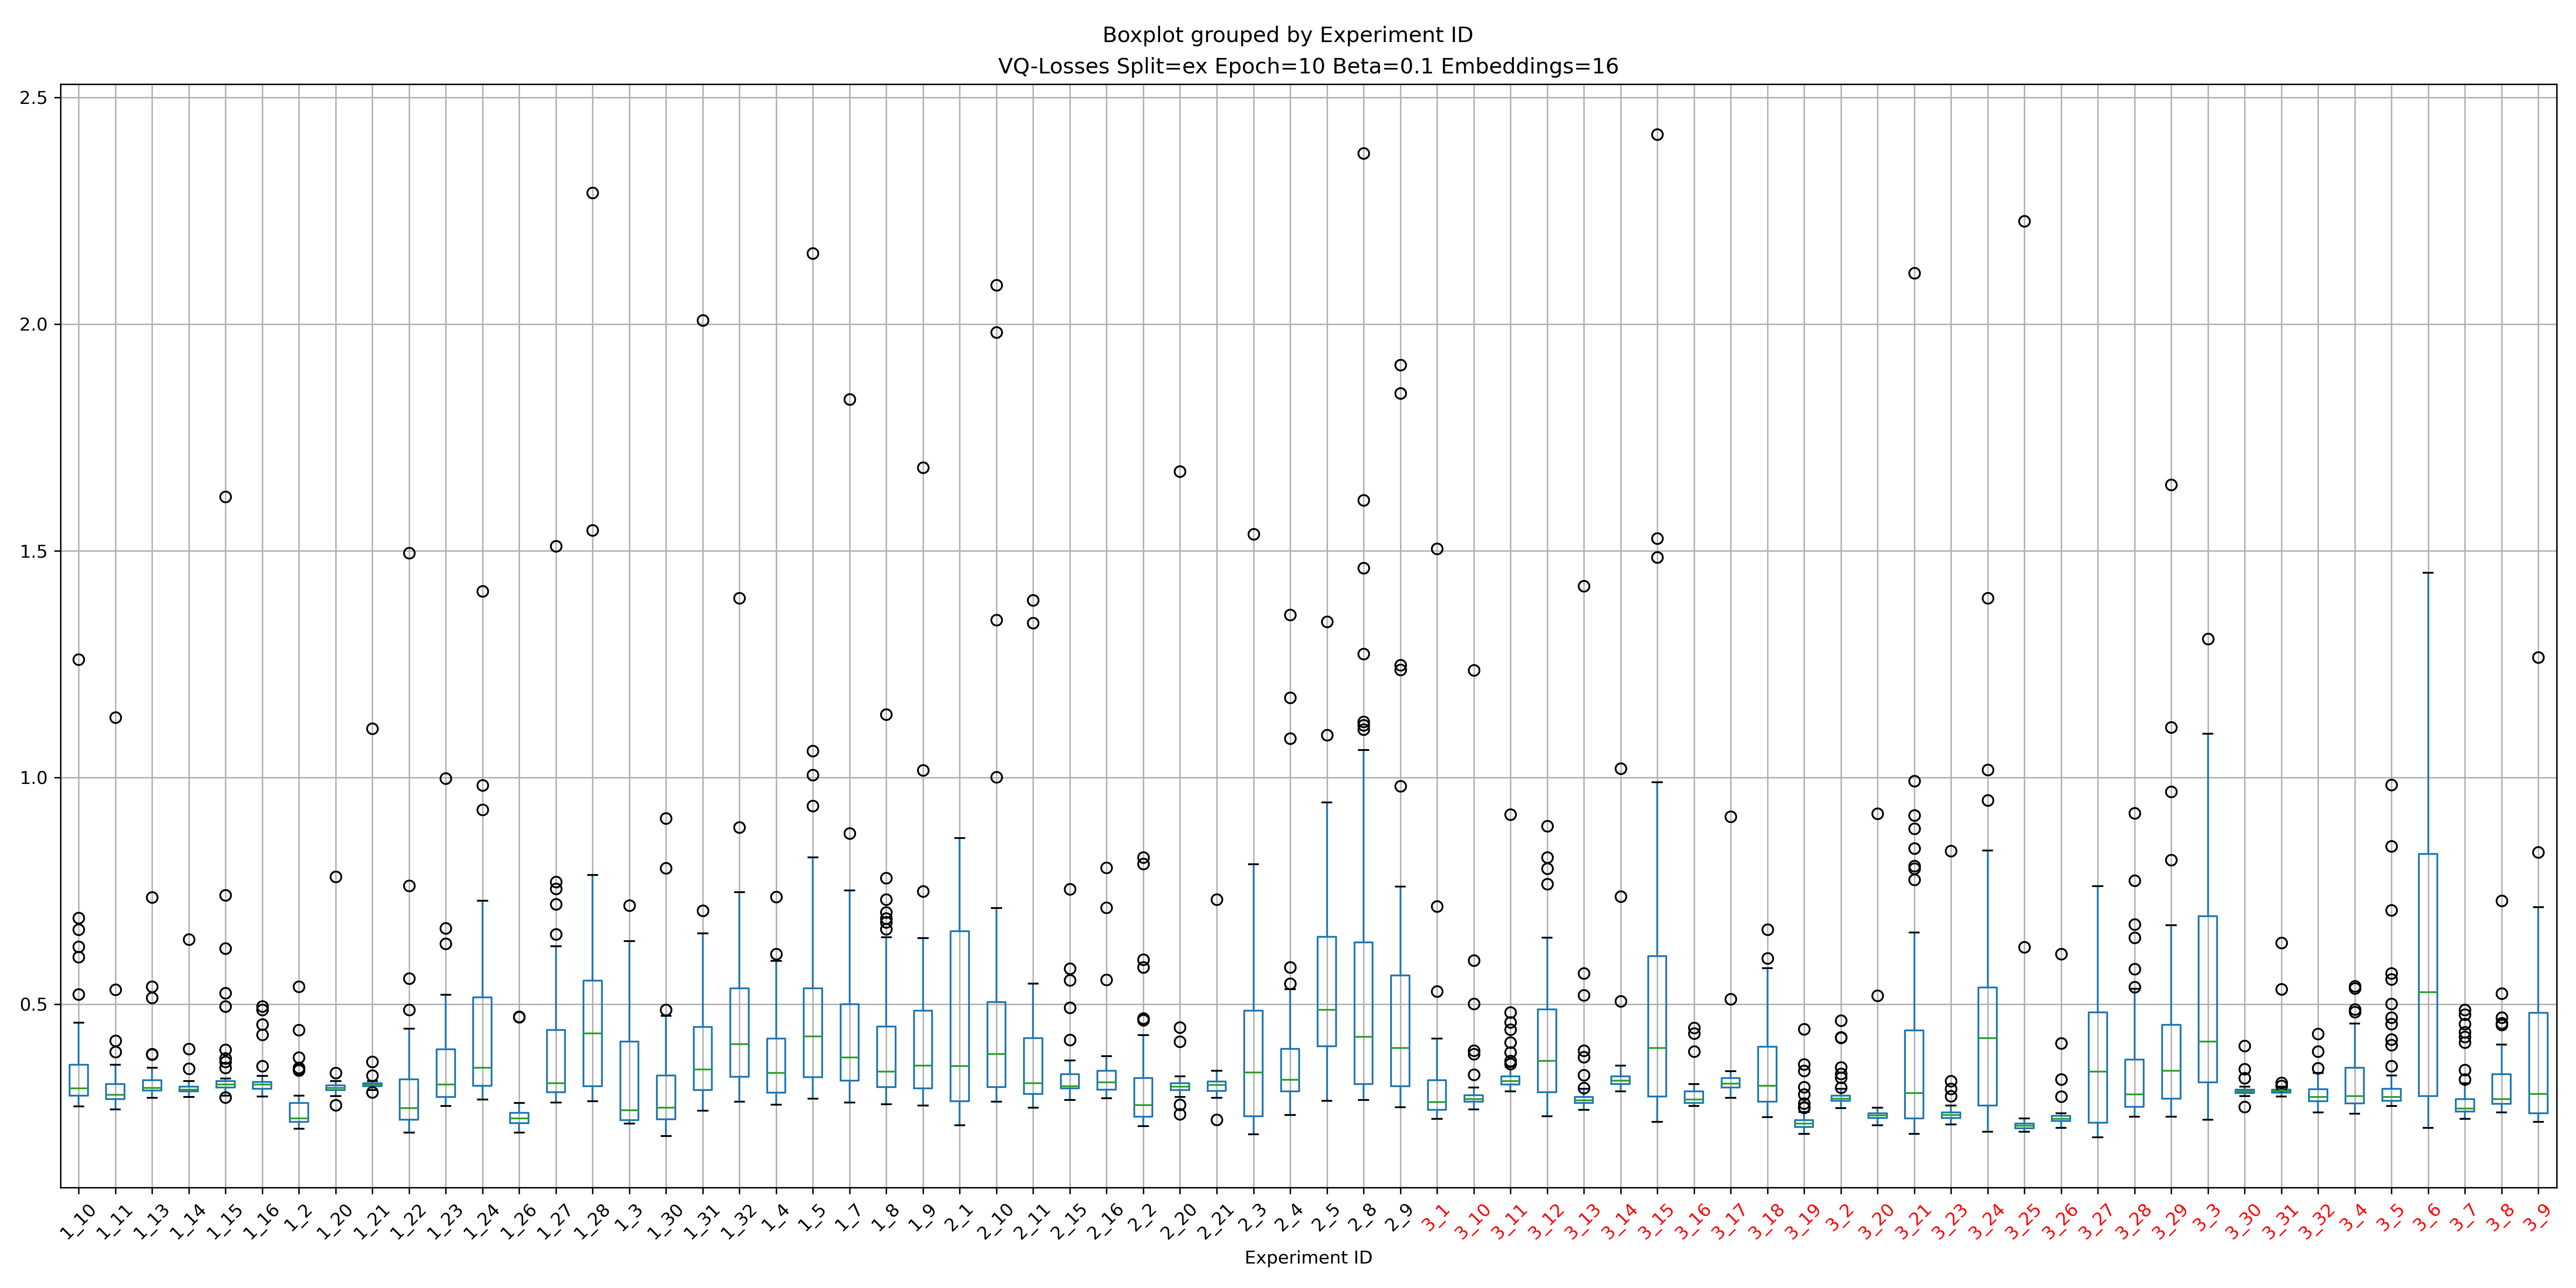 Boxplot grouped by Experiment ID
VQ-Losses Split=ex Epoch=10 Beta=0.1 Embeddings=16
2.5
2.0
1.5
1.0
0.5
1_10 1_11 1_13 1_14 1_15 1_16 1_2 1_20 1_21 1_22 1_23 1_24 1_26 1_27 1_28 1_3 1_30 1_31 1_32 1_4 1_5 1_7 1_8 1_9 2_1 2_10 2_11 2_15 2_16 2_2 2_20 2_21 2_3 2_4 2_5 2_8 2_9 3_1 3_10 3_11 3_12 3_13 3_14 3_15 3_16 3_17 3_18 3_19 3_2 3_20 3_21 3_23 3_24 3_25 3_26 3_27 3_28 3_29 3_3 3_30 3_31 3_32 3_4 3_5 3_6 3_7 3_8 3_9
Experiment ID